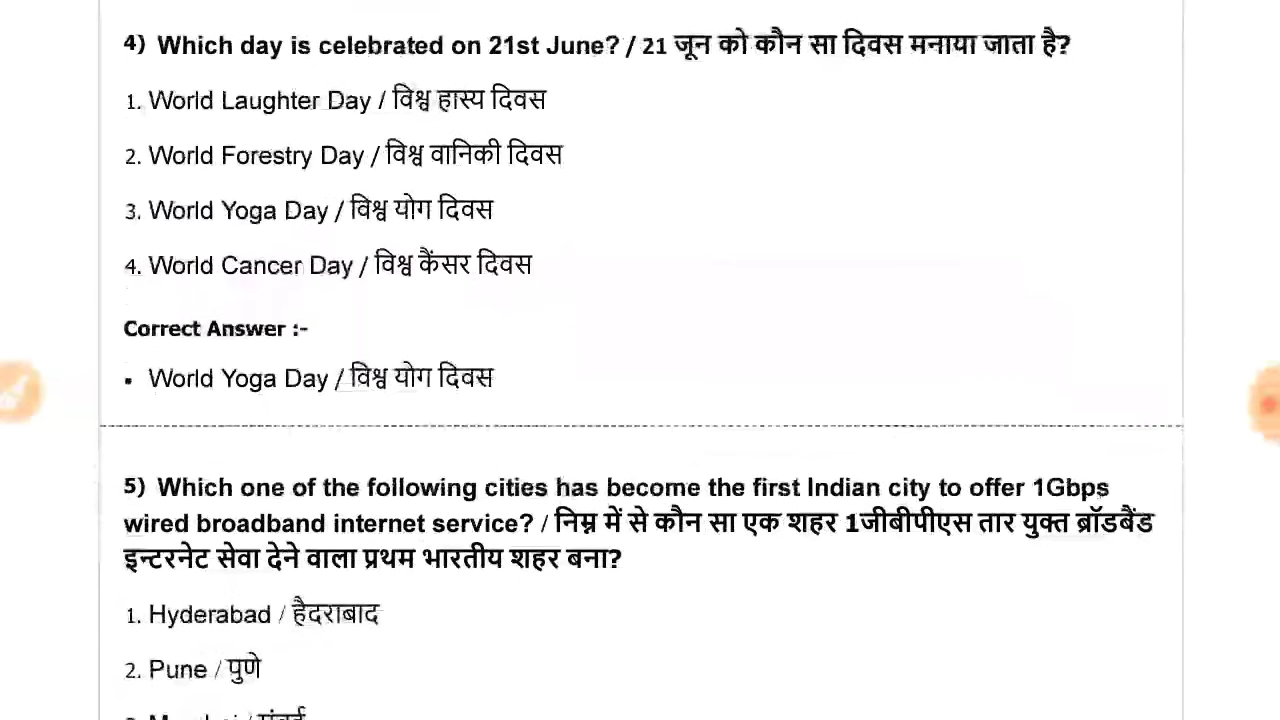 4) Which day is celebrated on 21st June? / 21 जून को कौन सा दिवस मनाया जाता है?
1. World Laughter Day / विश्व हास्य दिवस
2. World Forestry Day / विश्व वानिकी दिवस
3. World Yoga Day / विश्व योग दिवस
4. World Cancer Day / विश्व कैंसर दिवस
Correct Answer :-
▪ World Yoga Day / विश्व योग दिवस
5) Which one of the following cities has become the first Indian city to offer 1Gbps
wired broadband internet service? / निम्न में से कौन सा एक शहर 1जीबीपीएस तार युक्त ब्रॉडबैंड
इन्टरनेट सेवा देने वाला प्रथम भारतीय शहर बना?
1. Hyderabad / हैदराबाद
2. Pune / पुणे